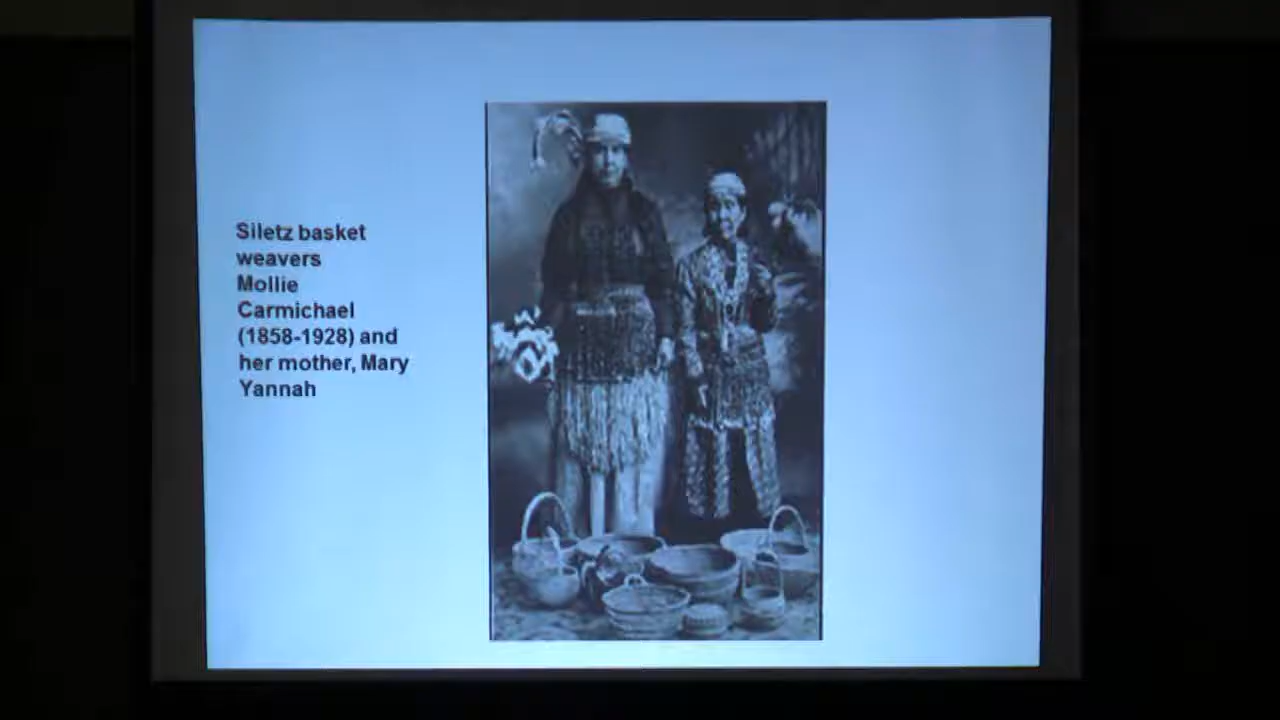 Siletz basket
weavers
Mollie
Carmichael
(1858-1928) and
her mother, Mary
Yannah